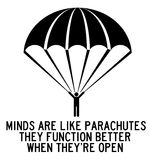 MINDS ARE LIKE PARACHUTES
THEY FUNCTION BETTER
WHEN THEY'RE OPEN